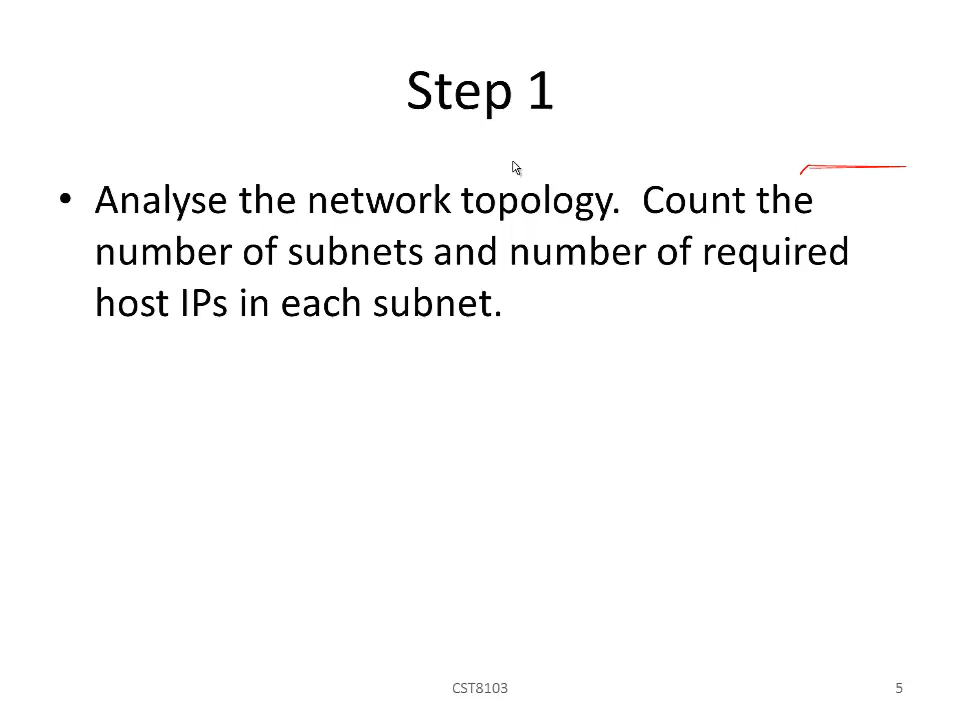 Step 1
• Analyse the network topology.  Count the
number of subnets and number of required
host IPs in each subnet.
CST8103
5